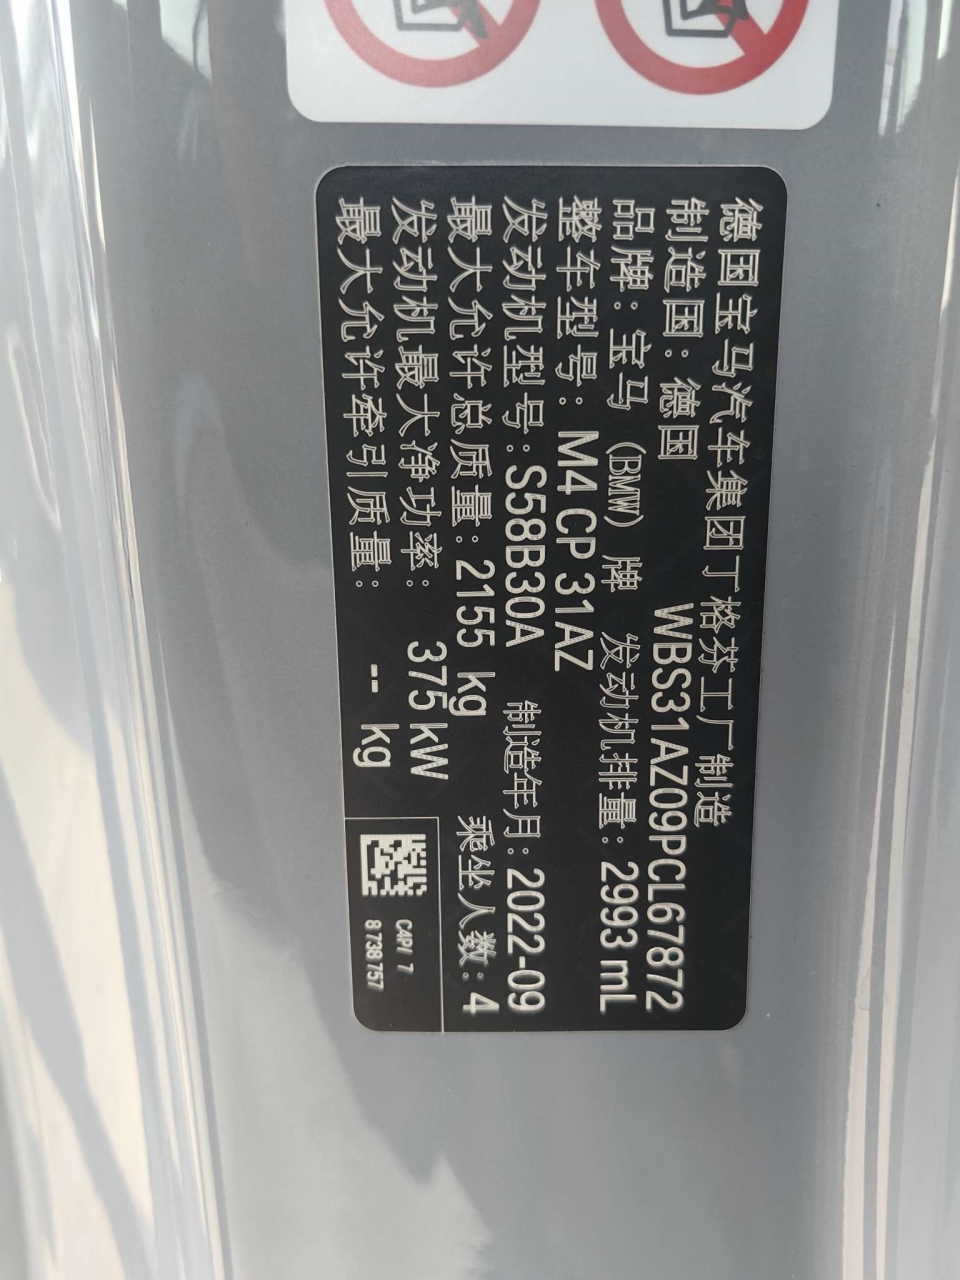 德国宝马汽车集团丁格芬工厂制造
制造国：德国 WBS31AZ09PCL67872
品牌：宝马（BMW）牌 发动机排量：2993 mL
整车型号：M4 CP 31AZ
发动机型号：S58B30A 制造年月：2022-09
最大允许总质量：2155 kg 乘坐人数：4
发动机最大净功率： 375kW
最大允许牵引质量： -- kg
CAPI 7
8 738 757